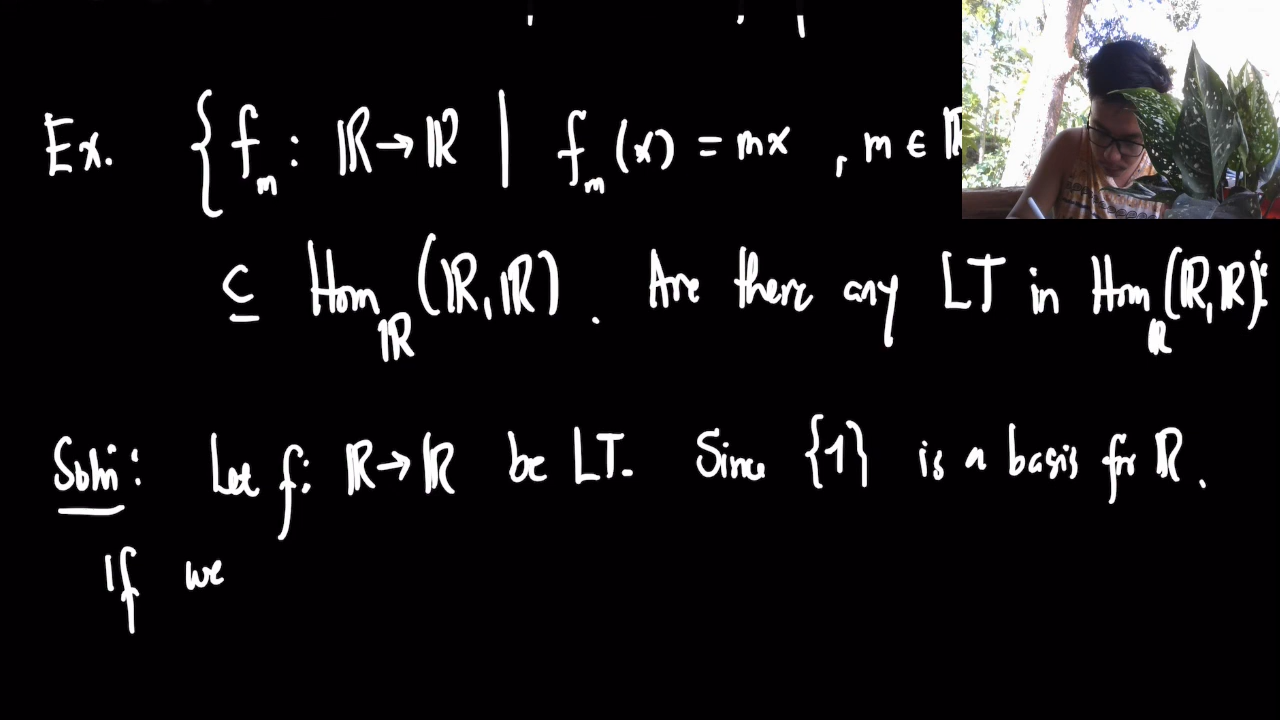 Ex. {f_m : ℝ→ℝ | f_m(x) = mx , m ∈ ℝ
⊆ Hom_ℝ(ℝ,ℝ). Are there any LT in Hom_ℝ(ℝ,ℝ)
Soln: Let f: ℝ→ℝ be LT. Since {1} is a basis for ℝ.
If we